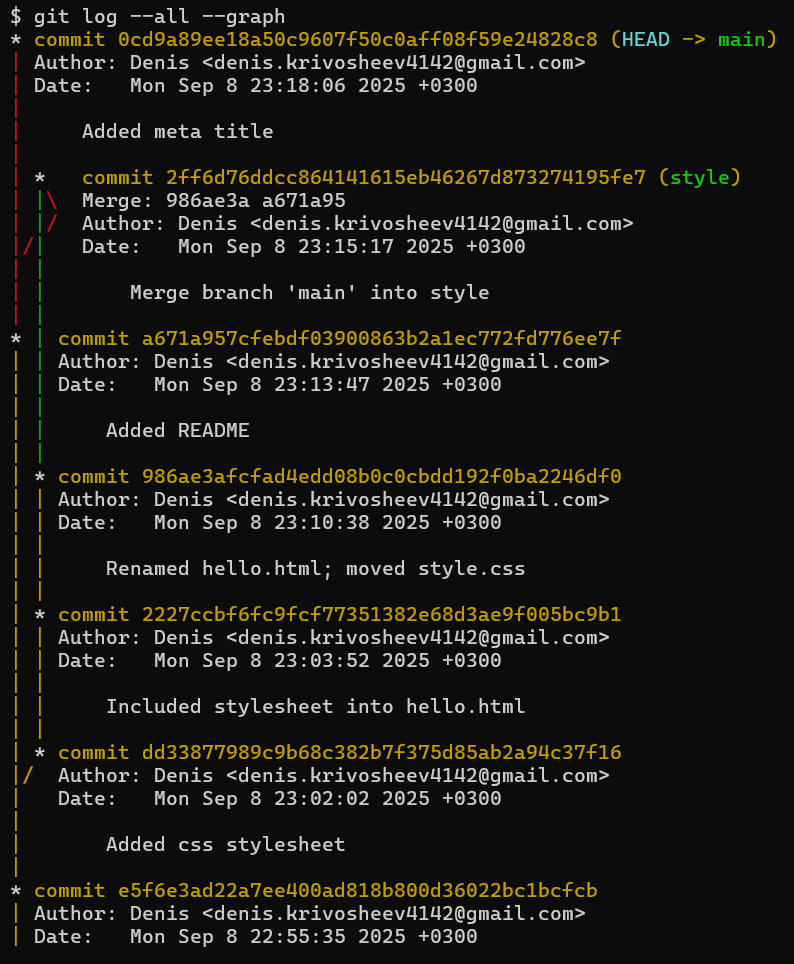 $ git log --all --graph
* commit 0cd9a89ee18a50c9607f50c0aff08f59e24828c8 (HEAD -> main)
| Author: Denis <denis.krivosheev4142@gmail.com>
| Date:   Mon Sep 8 23:18:06 2025 +0300
|
|     Added meta title
|
| *   commit 2ff6d76ddcc864141615eb46267d873274195fe7 (style)
| |\  Merge: 986ae3a a671a95
| |/  Author: Denis <denis.krivosheev4142@gmail.com>
|/|   Date:   Mon Sep 8 23:15:17 2025 +0300
| |
| |       Merge branch 'main' into style
| |
* | commit a671a957cfebdf03900863b2a1ec772fd776ee7f
| | Author: Denis <denis.krivosheev4142@gmail.com>
| | Date:   Mon Sep 8 23:13:47 2025 +0300
| |
| |     Added README
| |
| * commit 986ae3afcfad4edd08b0c0cbdd192f0ba2246df0
| | Author: Denis <denis.krivosheev4142@gmail.com>
| | Date:   Mon Sep 8 23:10:38 2025 +0300
| |
| |     Renamed hello.html; moved style.css
| |
| * commit 2227ccbf6fc9fcf77351382e68d3ae9f005bc9b1
| | Author: Denis <denis.krivosheev4142@gmail.com>
| | Date:   Mon Sep 8 23:03:52 2025 +0300
| |
| |     Included stylesheet into hello.html
| |
| * commit dd33877989c9b68c382b7f375d85ab2a94c37f16
|/  Author: Denis <denis.krivosheev4142@gmail.com>
|   Date:   Mon Sep 8 23:02:02 2025 +0300
|
|       Added css stylesheet
|
* commit e5f6e3ad22a7ee400ad818b800d36022bc1bcfcb
| Author: Denis <denis.krivosheev4142@gmail.com>
| Date:   Mon Sep 8 22:55:35 2025 +0300